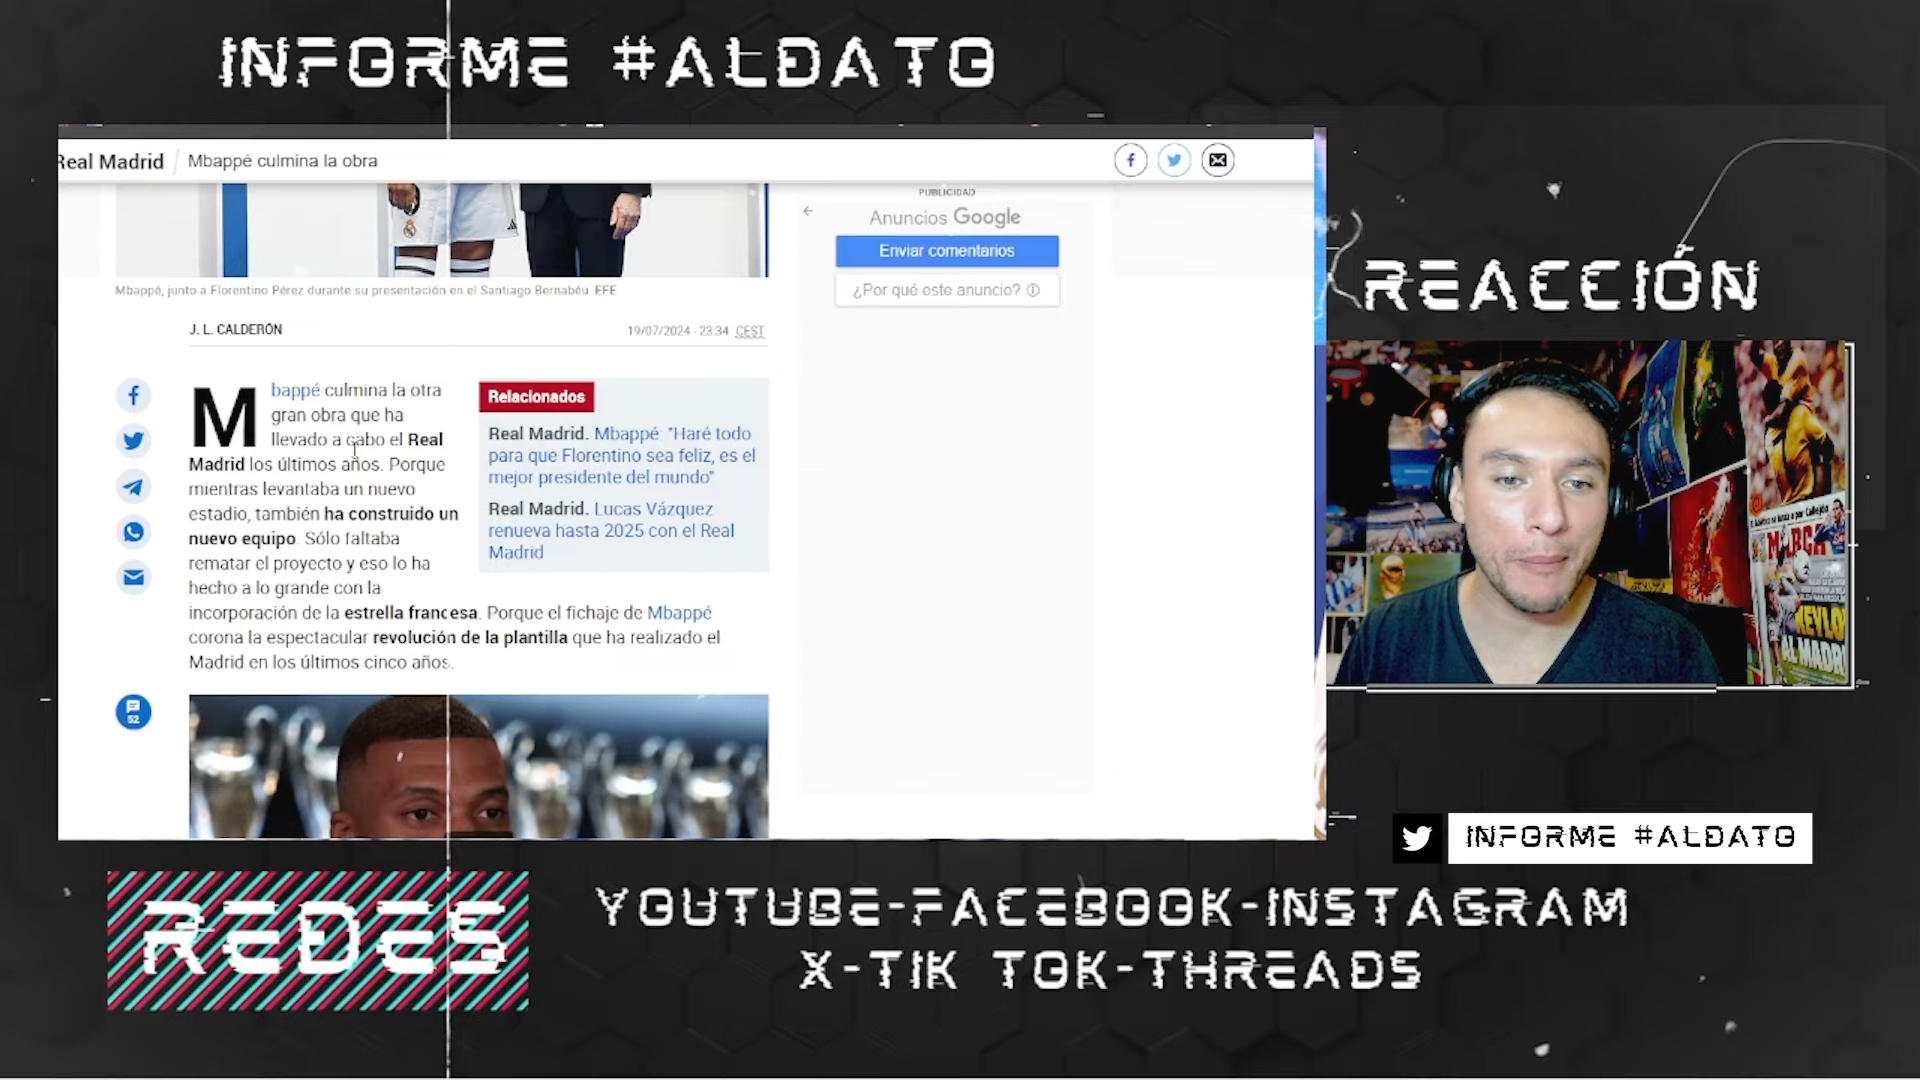 INFORME #ALDATO
Real Madrid / Mbappé culmina la obra
Mbappé, junto a Florentino Pérez durante su presentación en el Santiago Bernabéu. EFE
J. L. CALDERÓN
19/07/2024 - 23:34 CEST
Mbappé culmina la otra
gran obra que ha
llevado a cabo el Real
Madrid los últimos años. Porque
mientras levantaba un nuevo
estadio, también ha construido un
nuevo equipo. Sólo faltaba
rematar el proyecto y eso lo ha
hecho a lo grande con la
incorporación de la estrella francesa. Porque el fichaje de Mbappé
corona la espectacular revolución de la plantilla que ha realizado el
Madrid en los últimos cinco años.
52
Relacionados
Real Madrid. Mbappé: "Haré todo
para que Florentino sea feliz, es el
mejor presidente del mundo"
Real Madrid. Lucas Vázquez
renueva hasta 2025 con el Real
Madrid
PUBLICIDAD
Anuncios Google
Enviar comentarios
¿Por qué este anuncio?
REACCIÓN
MARCA
KEYLOR
AL MADRI
INFORME #ALDATO
REDES
YOUTUBE-FACEBOOK-INSTAGRAM
X-TIK TOK-THREADS